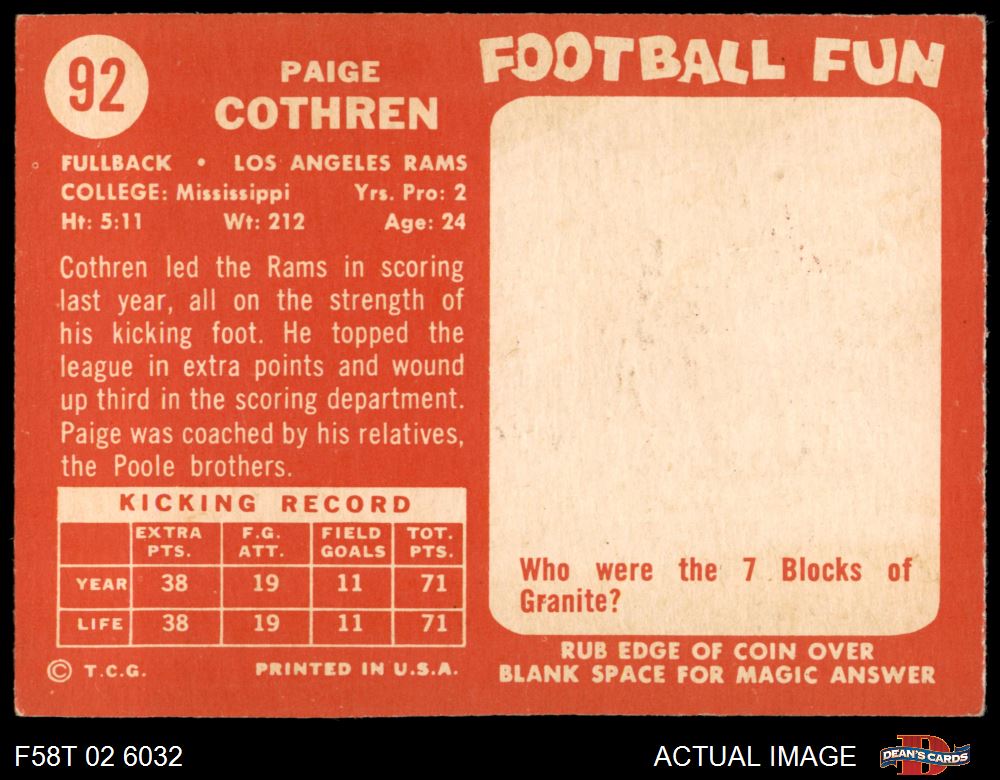 92
PAIGE
COTHREN
FULLBACK • LOS ANGELES RAMS
COLLEGE: Mississippi Yrs. Pro: 2
Ht: 5:11 Wt: 212 Age: 24
Cothren led the Rams in scoring
last year, all on the strength of
his kicking foot. He topped the
league in extra points and wound
up third in the scoring department.
Paige was coached by his relatives,
the Poole brothers.
KICKING RECORD
EXTRA PTS. F.G. ATT. FIELD GOALS TOT. PTS.
YEAR 38 19 11 71
LIFE 38 19 11 71
© T.C.G. PRINTED IN U.S.A.
FOOTBALL FUN
Who were the 7 Blocks of
Granite?
RUB EDGE OF COIN OVER
BLANK SPACE FOR MAGIC ANSWER
F58T 02 6032
ACTUAL IMAGE
D
DEAN'S CARDS